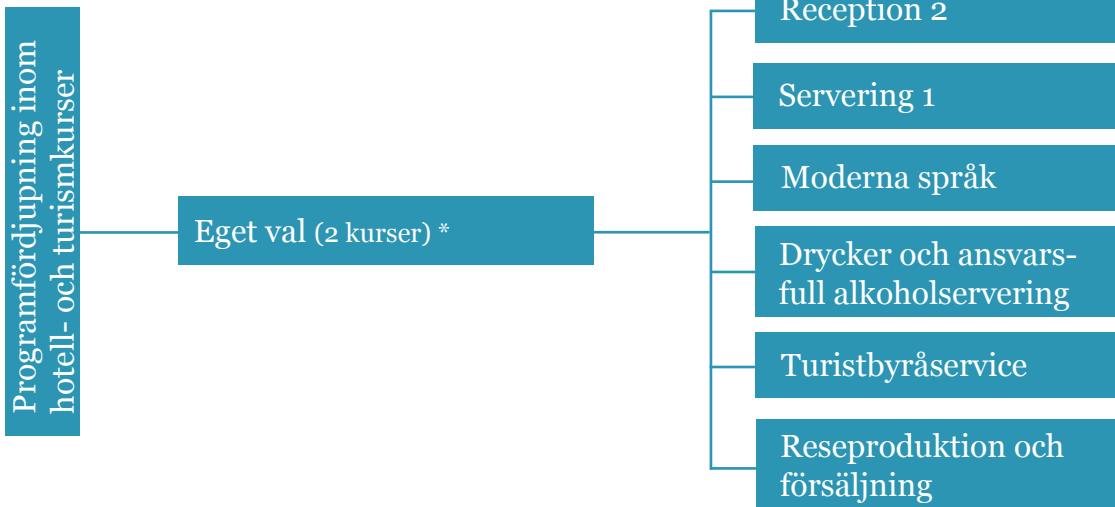 Programfördjupning inom
hotell- och turismkurser
Eget val (2 kurser) *
Reception 2
Servering 1
Moderna språk
Drycker och ansvars-
full alkoholservering
Turistbyråservice
Reseproduktion och
försäljning